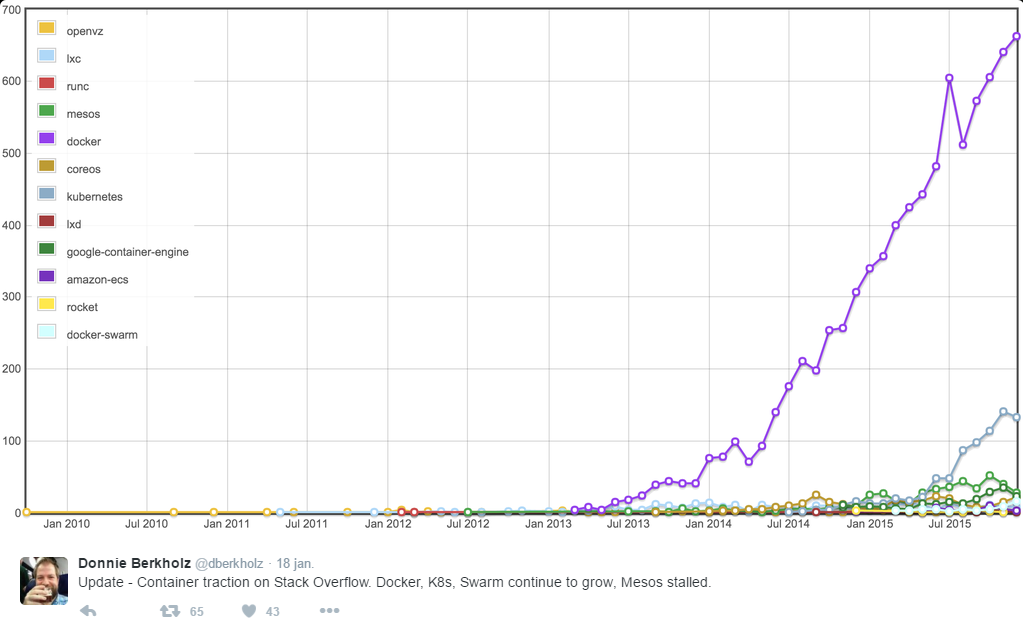 700
600
500
400
300
200
100
0
openvz
lxc
runc
mesos
docker
coreos
kubernetes
lxd
google-container-engine
amazon-ecs
rocket
docker-swarm
Jan 2010 Jul 2010 Jan 2011 Jul 2011 Jan 2012 Jul 2012 Jan 2013 Jul 2013 Jan 2014 Jul 2014 Jan 2015 Jul 2015
Donnie Berkholz @dberkholz · 18 jan.
Update - Container traction on Stack Overflow. Docker, K8s, Swarm continue to grow, Mesos stalled.
65 43